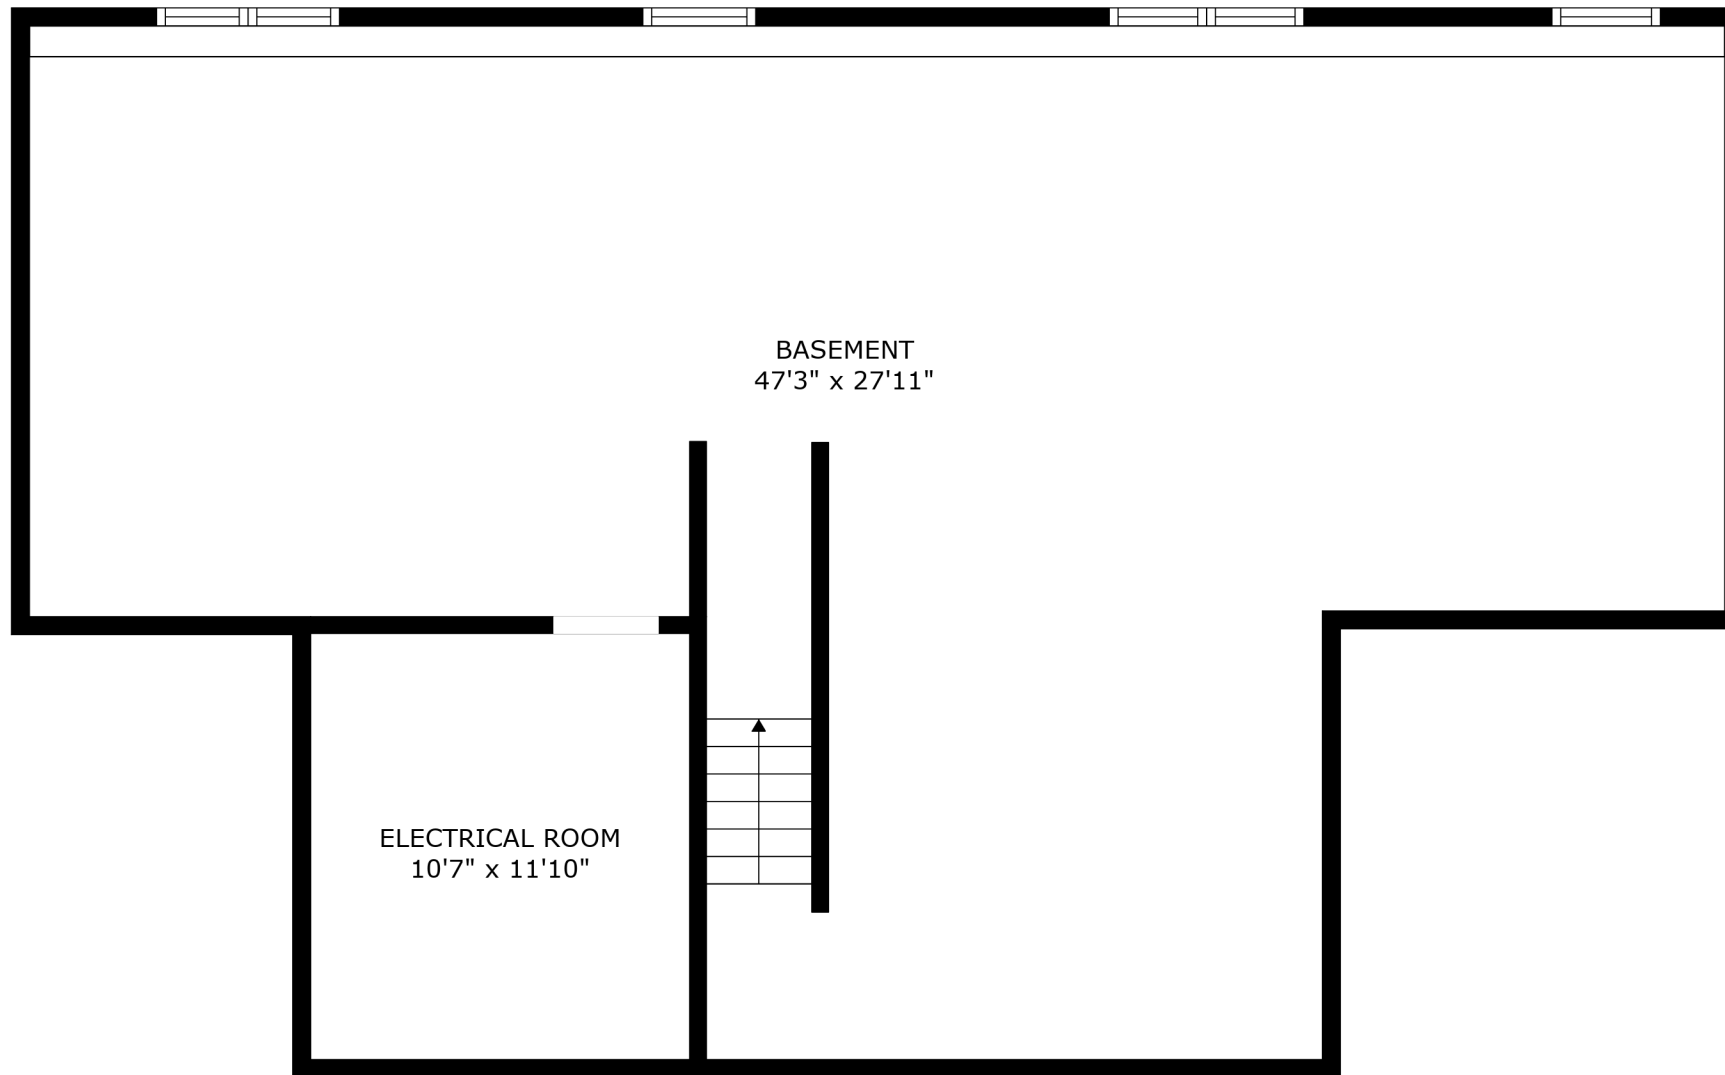 BASEMENT
47'3" x 27'11"
ELECTRICAL ROOM
10'7" x 11'10"